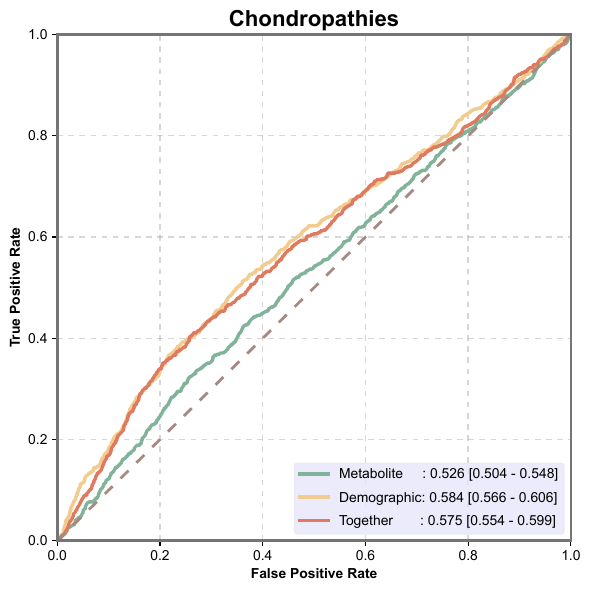 Chondropathies
1.0
0.8
0.6
0.4
0.2
0.0
True Positive Rate
0.0 0.2 0.4 0.6 0.8 1.0
False Positive Rate
Metabolite : 0.526 [0.504 - 0.548]
Demographic: 0.584 [0.566 - 0.606]
Together : 0.575 [0.554 - 0.599]